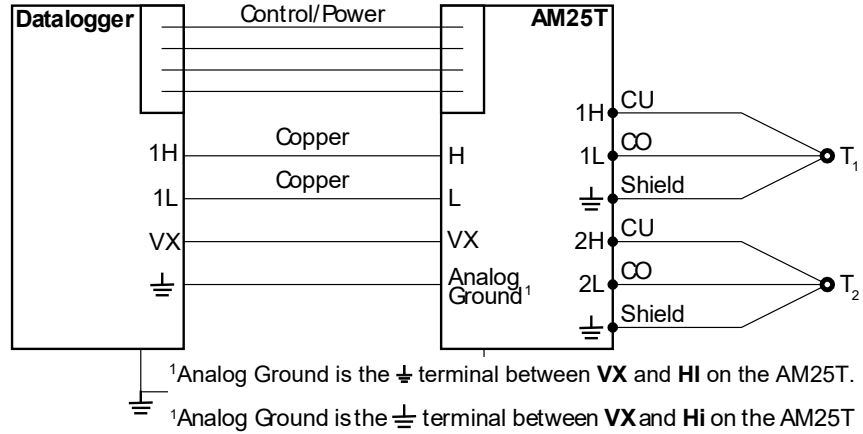 Datalogger
Control/Power
AM25T
1H
Copper
H
1L
Copper
L
VX
VX
Analog
Ground¹
1H
CU
1L
CO
T₁
Shield
2H
CU
2L
CO
T₂
Shield
¹Analog Ground is the ⏚ terminal between VX and HI on the AM25T.
¹Analog Ground is the ⏚ terminal between VX and Hi on the AM25T